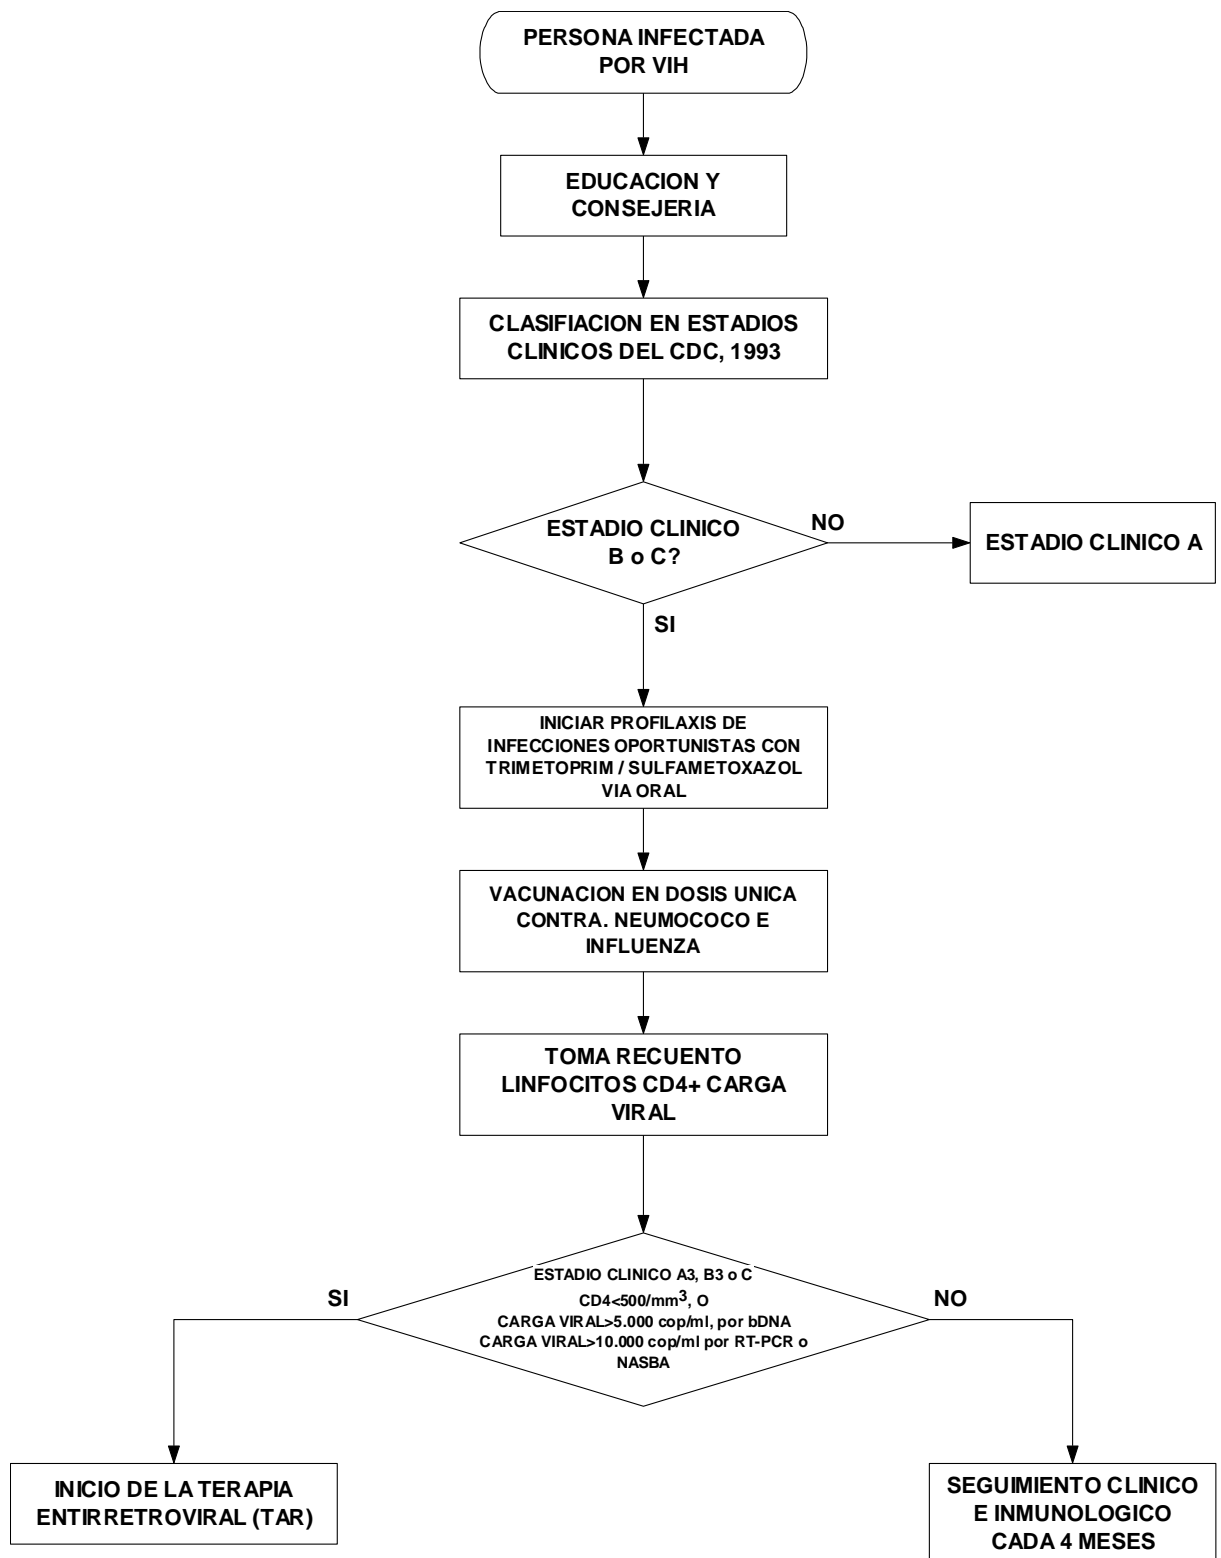 PERSONA INFECTADA
POR VIH
EDUCACION Y
CONSEJERIA
CLASIFIACION EN ESTADIOS
CLINICOS DEL CDC, 1993
ESTADIO CLINICO
B o C?
NO
ESTADIO CLINICO A
SI
INICIAR PROFILAXIS DE
INFECCIONES OPORTUNISTAS CON
TRIMETOPRIM / SULFAMETOXAZOL
VIA ORAL
VACUNACION EN DOSIS UNICA
CONTRA. NEUMOCOCO E
INFLUENZA
TOMA RECUENTO
LINFOCITOS CD4+ CARGA
VIRAL
ESTADIO CLINICO A3, B3 o C
CD4<500/mm³, O
CARGA VIRAL>5.000 cop/ml, por bDNA
CARGA VIRAL>10.000 cop/ml por RT-PCR o
NASBA
SI
NO
INICIO DE LA TERAPIA
ENTIRRETROVIRAL (TAR)
SEGUIMIENTO CLINICO
E INMUNOLOGICO
CADA 4 MESES